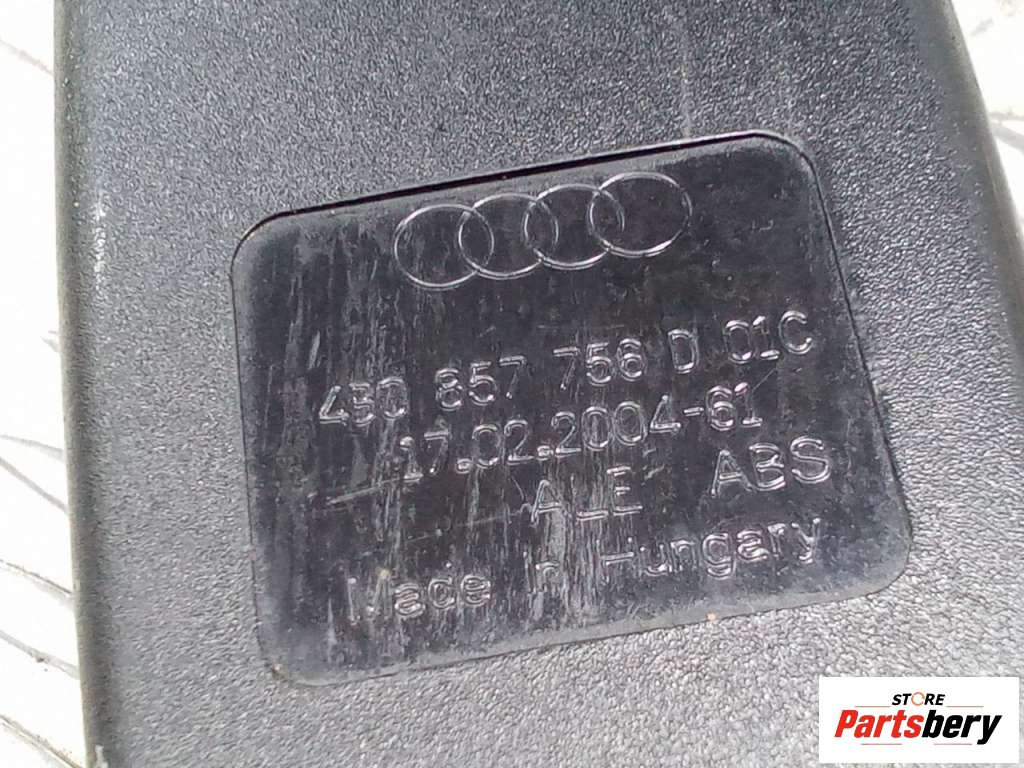 4B0 857 756 D 01C
17.02.2004-61
ALE ABS
Made in Hungary
STORE
Partsbery